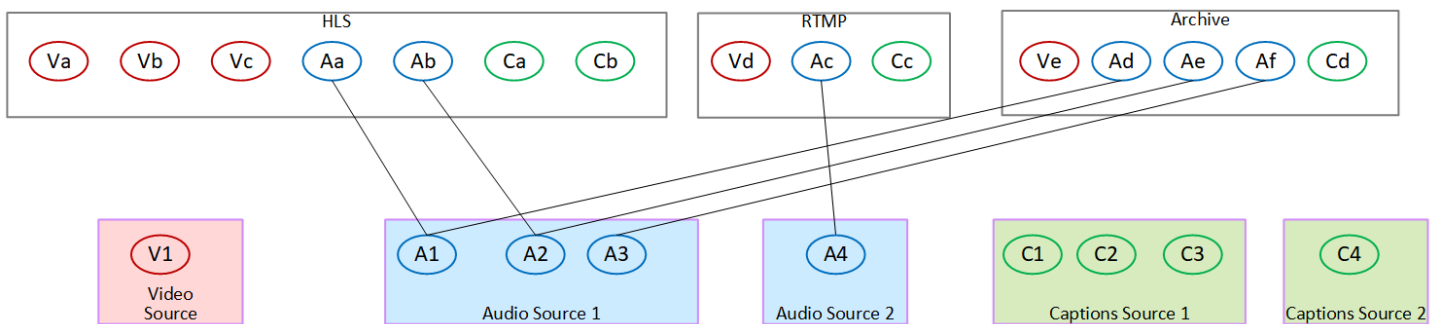 HLS
Va Vb Vc Aa Ab Ca Cb
RTMP
Vd Ac Cc
Archive
Ve Ad Ae Af Cd
V1
Video
Source
A1 A2 A3
Audio Source 1
A4
Audio Source 2
C1 C2 C3
Captions Source 1
C4
Captions Source 2